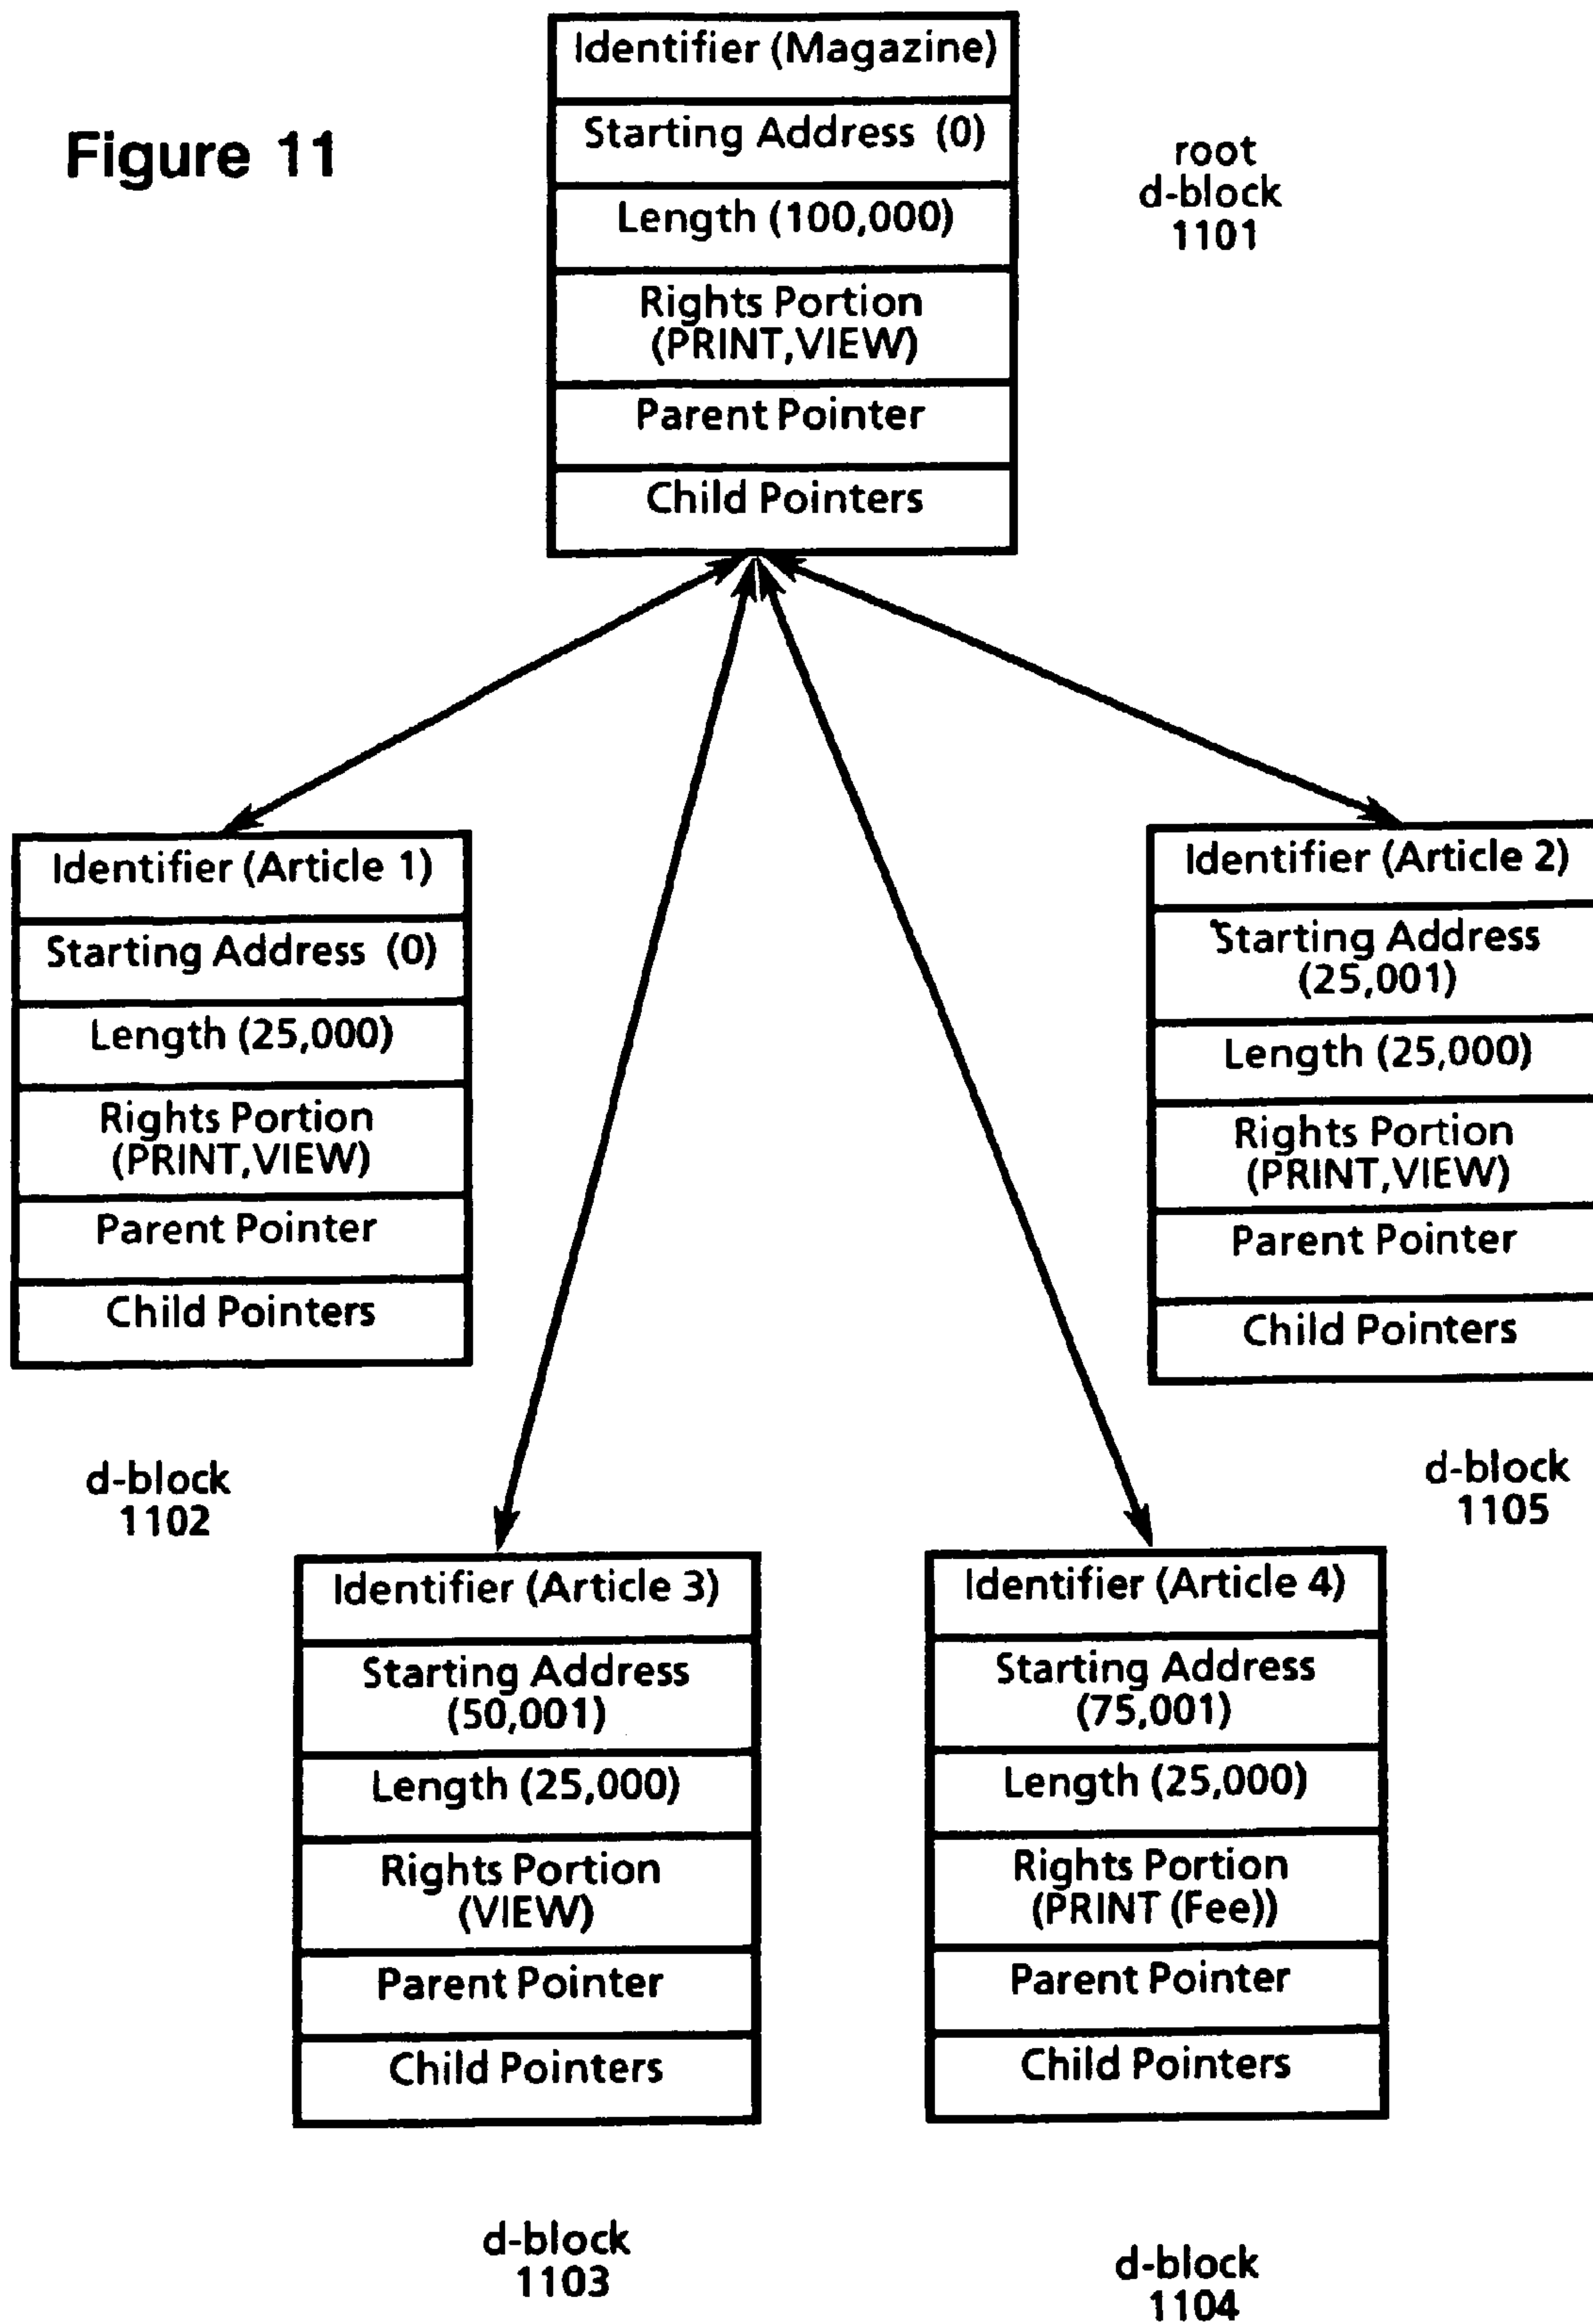 Figure 11
Identifier (Magazine)
Starting Address (0)
Length (100,000)
Rights Portion
(PRINT,VIEW)
Parent Pointer
Child Pointers
root
d-block
1101
Identifier (Article 1)
Starting Address (0)
Length (25,000)
Rights Portion
(PRINT,VIEW)
Parent Pointer
Child Pointers
d-block
1102
Identifier (Article 2)
Starting Address
(25,001)
Length (25,000)
Rights Portion
(PRINT,VIEW)
Parent Pointer
Child Pointers
d-block
1105
Identifier (Article 3)
Starting Address
(50,001)
Length (25,000)
Rights Portion
(VIEW)
Parent Pointer
Child Pointers
d-block
1103
Identifier (Article 4)
Starting Address
(75,001)
Length (25,000)
Rights Portion
(PRINT (Fee))
Parent Pointer
Child Pointers
d-block
1104